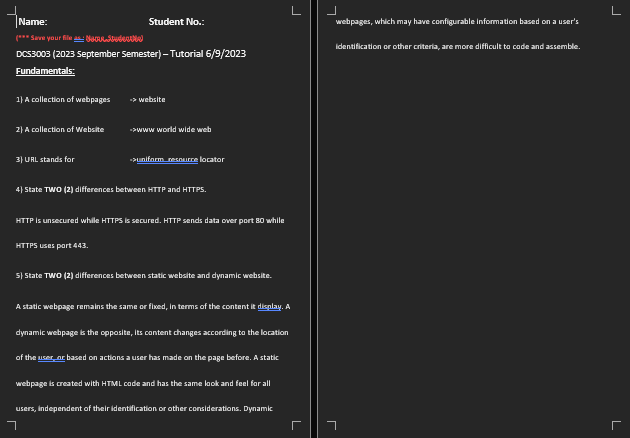 Name: Student No.:
(*** Save your file as: Name_StudentNo)
DCS3003 (2023 September Semester) – Tutorial 6/9/2023
Fundamentals:
1) A collection of webpages -> website
2) A collection of Website ->www world wide web
3) URL stands for ->uniform resource locator
4) State TWO (2) differences between HTTP and HTTPS.
HTTP is unsecured while HTTPS is secured. HTTP sends data over port 80 while
HTTPS uses port 443.
5) State TWO (2) differences between static website and dynamic website.
A static webpage remains the same or fixed, in terms of the content it display. A
dynamic webpage is the opposite, its content changes according to the location
of the user, or based on actions a user has made on the page before. A static
webpage is created with HTML code and has the same look and feel for all
users, independent of their identification or other considerations. Dynamic
webpages, which may have configurable information based on a user's
identification or other criteria, are more difficult to code and assemble.